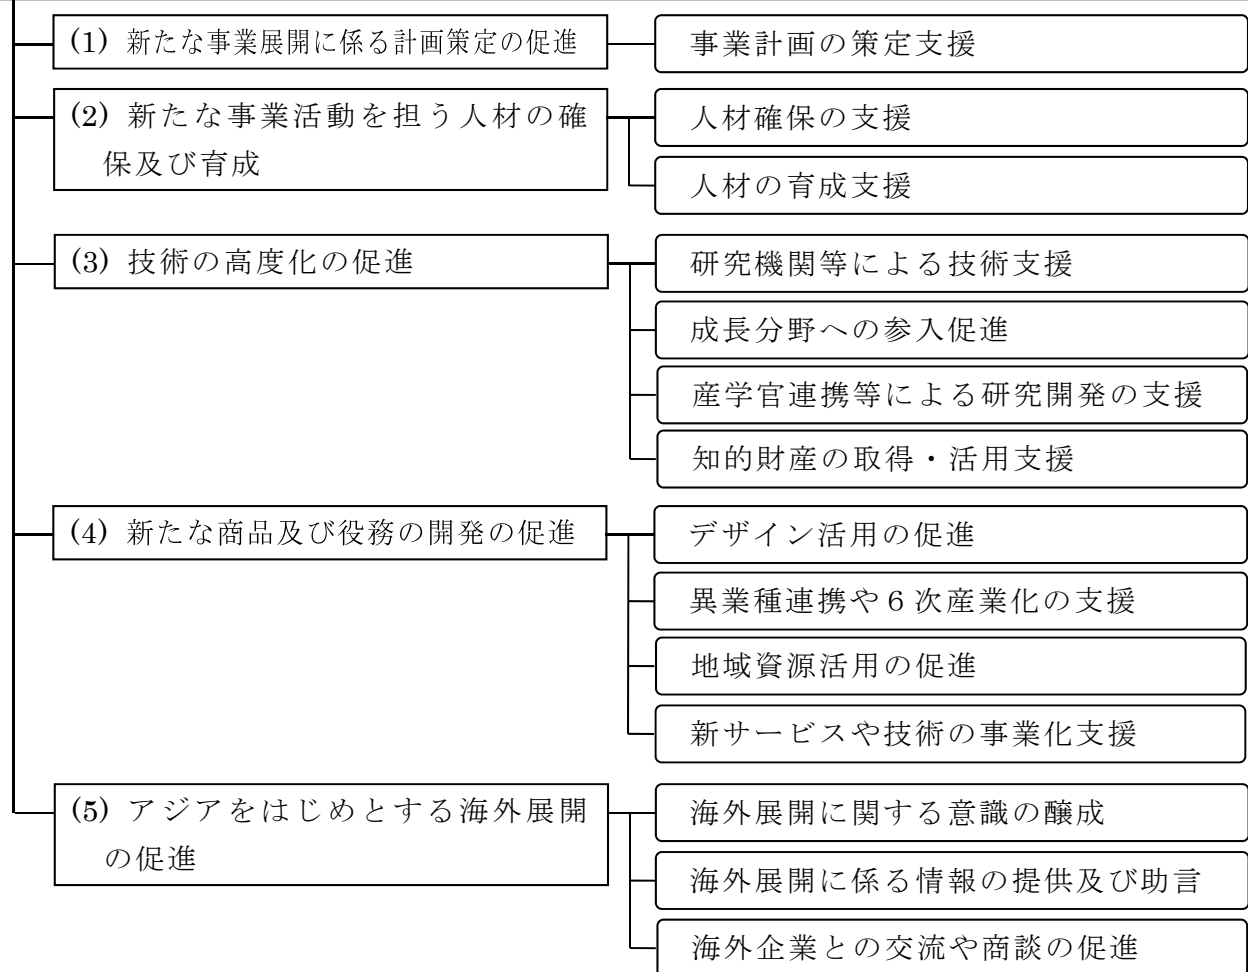 (1) 新たな事業展開に係る計画策定の促進
事業計画の策定支援
(2) 新たな事業活動を担う人材の確
保及び育成
人材確保の支援
人材の育成支援
(3) 技術の高度化の促進
研究機関等による技術支援
成長分野への参入促進
産学官連携等による研究開発の支援
知的財産の取得・活用支援
(4) 新たな商品及び役務の開発の促進
デザイン活用の促進
異業種連携や６次産業化の支援
地域資源活用の促進
新サービスや技術の事業化支援
(5) アジアをはじめとする海外展開
の促進
海外展開に関する意識の醸成
海外展開に係る情報の提供及び助言
海外企業との交流や商談の促進